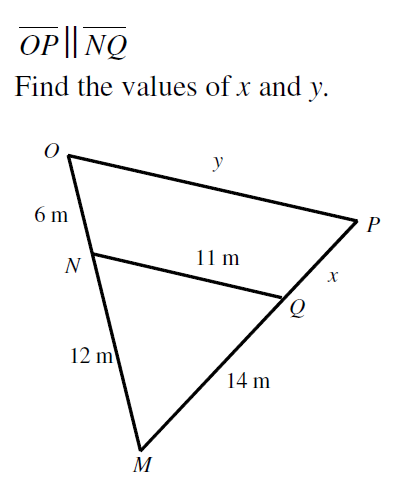 OP || NQ
Find the values of x and y.
O
y
6 m
P
N
11 m
x
Q
12 m
14 m
M